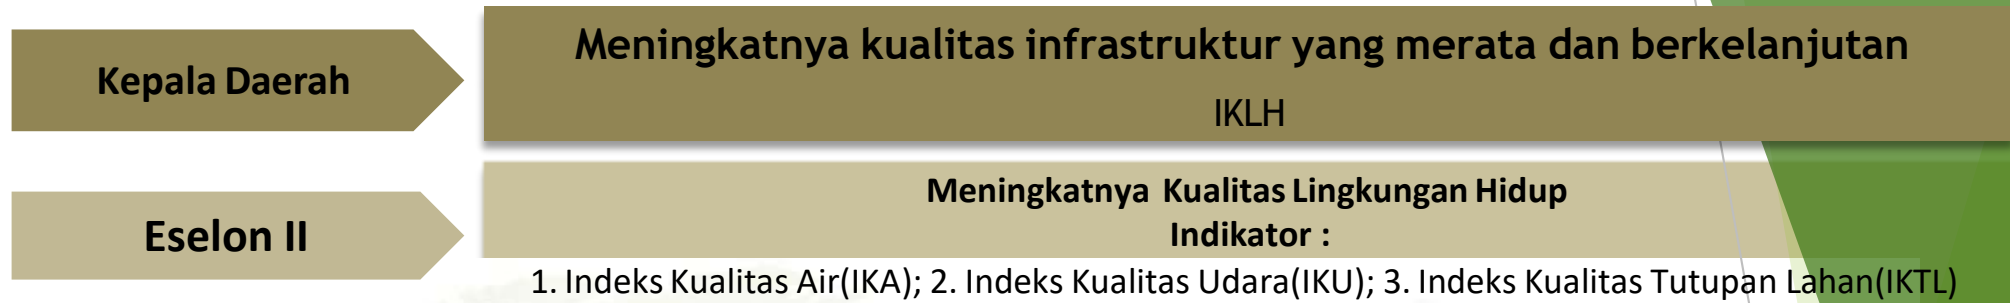 Kepala Daerah
Meningkatnya kualitas infrastruktur yang merata dan berkelanjutan
IKLH
Eselon II
Meningkatnya Kualitas Lingkungan Hidup
Indikator :
1. Indeks Kualitas Air(IKA); 2. Indeks Kualitas Udara(IKU); 3. Indeks Kualitas Tutupan Lahan(IKTL)